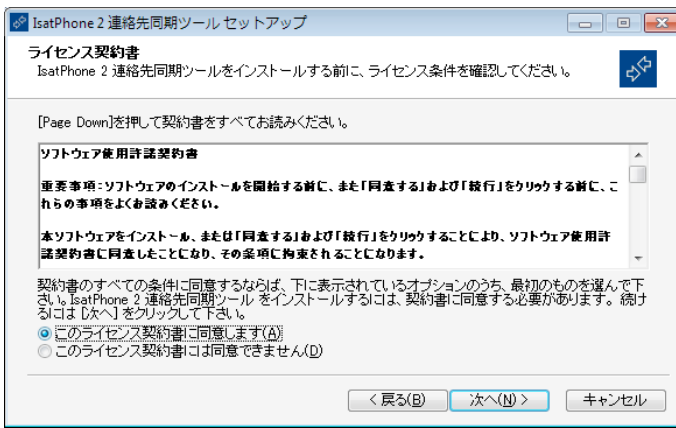 IsatPhone 2 連絡先同期ツール セットアップ
ライセンス契約書
IsatPhone 2 連絡先同期ツールをインストールする前に、ライセンス条件を確認してください。
[Page Down]を押して契約書をすべてお読みください。
ソフトウェア使用許諾契約書
重要事項:ソフトウェアのインストールを開始する前に、また「同意する」および「続行」をクリックする前に、こ
れらの事項をよくお読みください。
本ソフトウェアをインストール、または「同意する」および「続行」をクリックすることにより、ソフトウェア使用許
諾契約書に同意したことになり、その条項に拘束されることになります。
契約書のすべての条件に同意するならば、下に表示されているオプションのうち、最初のものを選んで下
さい。IsatPhone 2 連絡先同期ツール をインストールするには、契約書に同意する必要があります。 続け
るには [次へ] をクリックして下さい。
このライセンス契約書に同意します(A)
このライセンス契約書には同意できません(D)
< 戻る(B) 次へ(N) > キャンセル